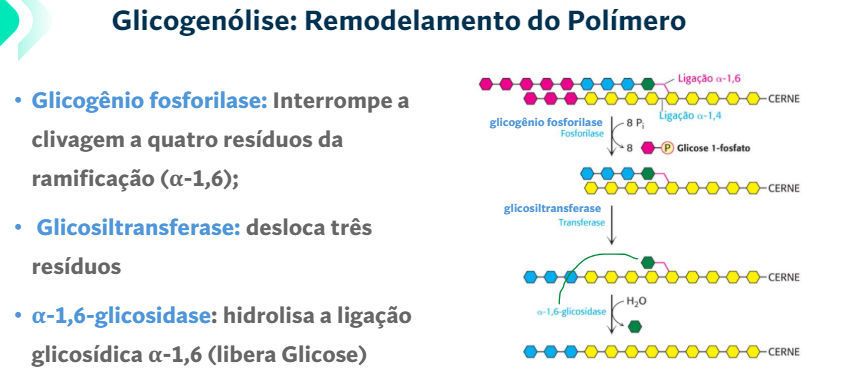 Glicogenólise: Remodelamento do Polímero
• Glicogênio fosforilase: Interrompe a
clivagem a quatro resíduos da
ramificação (α-1,6);
• Glicosiltransferase: desloca três
resíduos
• α-1,6-glicosidase: hidrolisa a ligação
glicosídica α-1,6 (libera Glicose)
Ligação α-1,6
CERNE
Ligação α-1,4
glicogênio fosforilase
Fosforilase
8 Pi
8
P
Glicose 1-fosfato
CERNE
glicosiltransferase
Transferase
CERNE
α-1,6-glicosidase
H₂O
CERNE